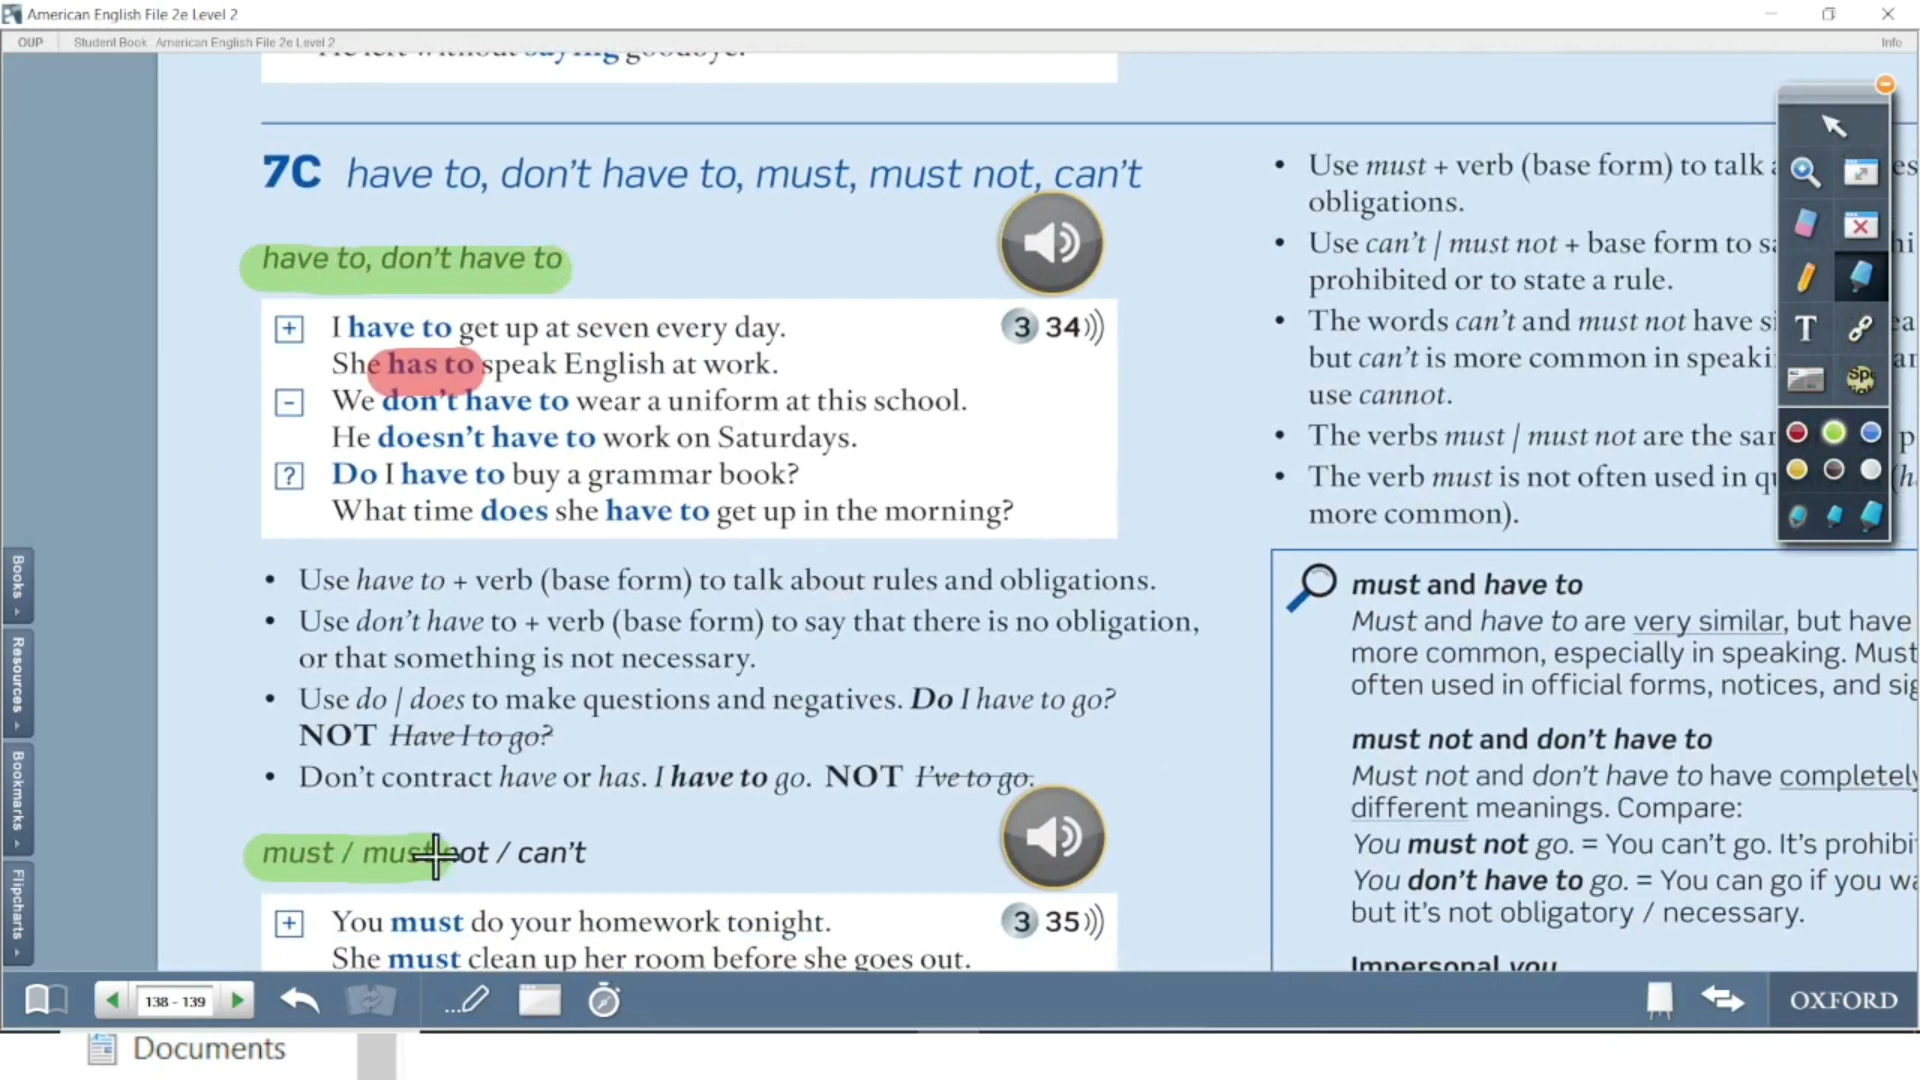 American English File 2e Level 2
OUP Student Book American English File 2e Level 2 Info
saying goodbye.
7C have to, don't have to, must, must not, can't
have to, don't have to
+ I have to get up at seven every day. 3 34
She has to speak English at work.
- We don't have to wear a uniform at this school.
He doesn't have to work on Saturdays.
? Do I have to buy a grammar book?
What time does she have to get up in the morning?
• Use have to + verb (base form) to talk about rules and obligations.
• Use don't have to + verb (base form) to say that there is no obligation,
or that something is not necessary.
• Use do / does to make questions and negatives. Do I have to go?
NOT Have I to go?
• Don't contract have or has. I have to go. NOT I've to go.
must / must not / can't
+ You must do your homework tonight. 3 35
She must clean up her room before she goes out.
• Use must + verb (base form) to talk
obligations.
• Use can't / must not + base form to
prohibited or to state a rule.
• The words can't and must not have
but can't is more common in
use cannot.
• The verbs must / must not are the
• The verb must is not often used in
more common).
must and have to
Must and have to are very similar, but have
more common, especially in speaking. Must
often used in official forms, notices, and
must not and don't have to
Must not and don't have to have completely
different meanings. Compare:
You must not go. = You can't go. It's
You don't have to go. = You can go if you
but it's not obligatory / necessary.
Impersonal you
Books
Resources
Bookmarks
Flipcharts
T
138 - 139
OXFORD
Documents